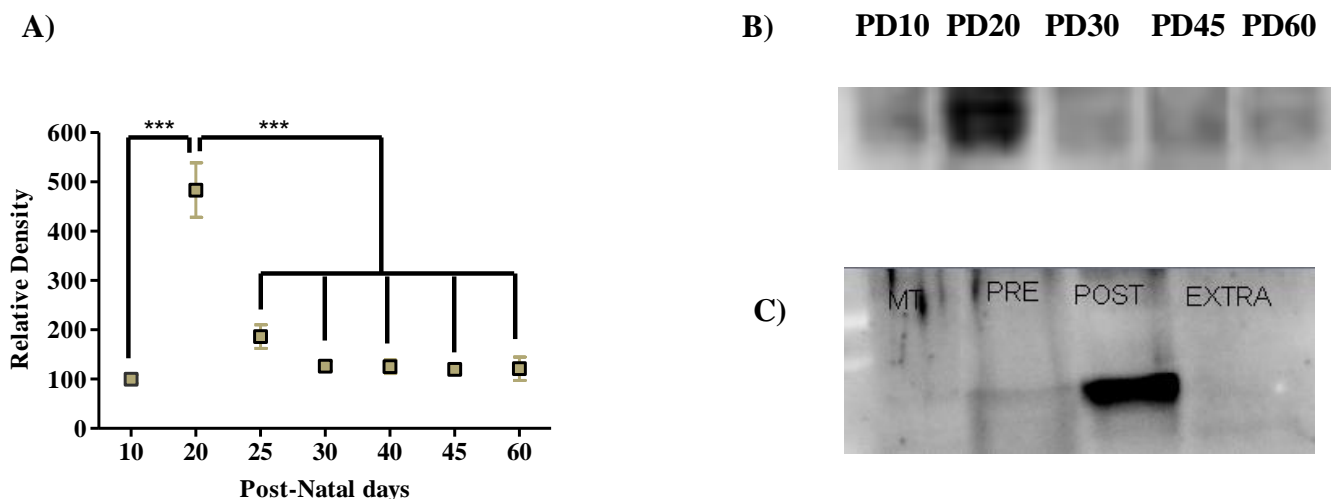 A)
*** ***
600
500
400
300
200
100
0
Relative Density
10 20 25 30 40 45 60
Post-Natal days
B) PD10 PD20 PD30 PD45 PD60
C)
MT PRE POST EXTRA